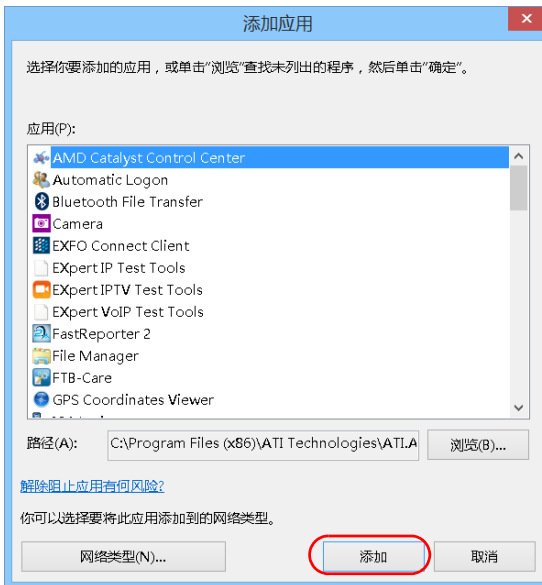 添加应用
选择你要添加的应用，或单击"浏览"查找未列出的程序，然后单击"确定"。
应用(P):
AMD Catalyst Control Center
Automatic Logon
Bluetooth File Transfer
Camera
EXFO Connect Client
EXpert IP Test Tools
EXpert IPTV Test Tools
EXpert VoIP Test Tools
FastReporter 2
File Manager
FTB-Care
GPS Coordinates Viewer
路径(A):
C:\Program Files (x86)\ATI Technologies\ATI.A
浏览(B)...
解除阻止应用有何风险?
你可以选择要将此应用添加到的网络类型。
网络类型(N)...
添加
取消